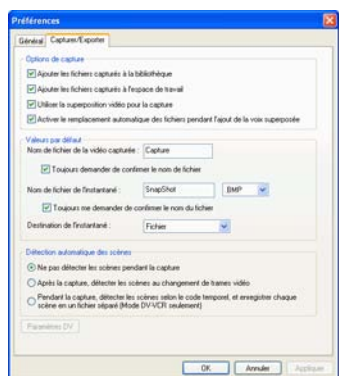 Préférences
Général Capturer/Exporter
Options de capture
Ajouter les fichiers capturés à la bibliothèque
Ajouter les fichiers capturés à l'espace de travail
Utiliser la superposition vidéo pour la capture
Activer le remplacement automatique des fichiers pendant l'ajout de la voix superposée
Valeurs par défaut
Nom de fichier de la vidéo capturée : Capture
Toujours demander de confirmer le nom de fichier
Nom de fichier de l'instantané : SnapShot BMP
Toujours me demander de confirmer le nom du fichier
Destination de l'instantané : Fichier
Détection automatique des scènes
Ne pas détecter les scènes pendant la capture
Après la capture, détecter les scènes au changement de trames vidéo
Pendant la capture, détecter les scènes selon le code temporel, et enregistrer chaque
scène en un fichier séparé (Mode DV-VCR seulement)
Paramètres DV
OK Annuler Appliquer